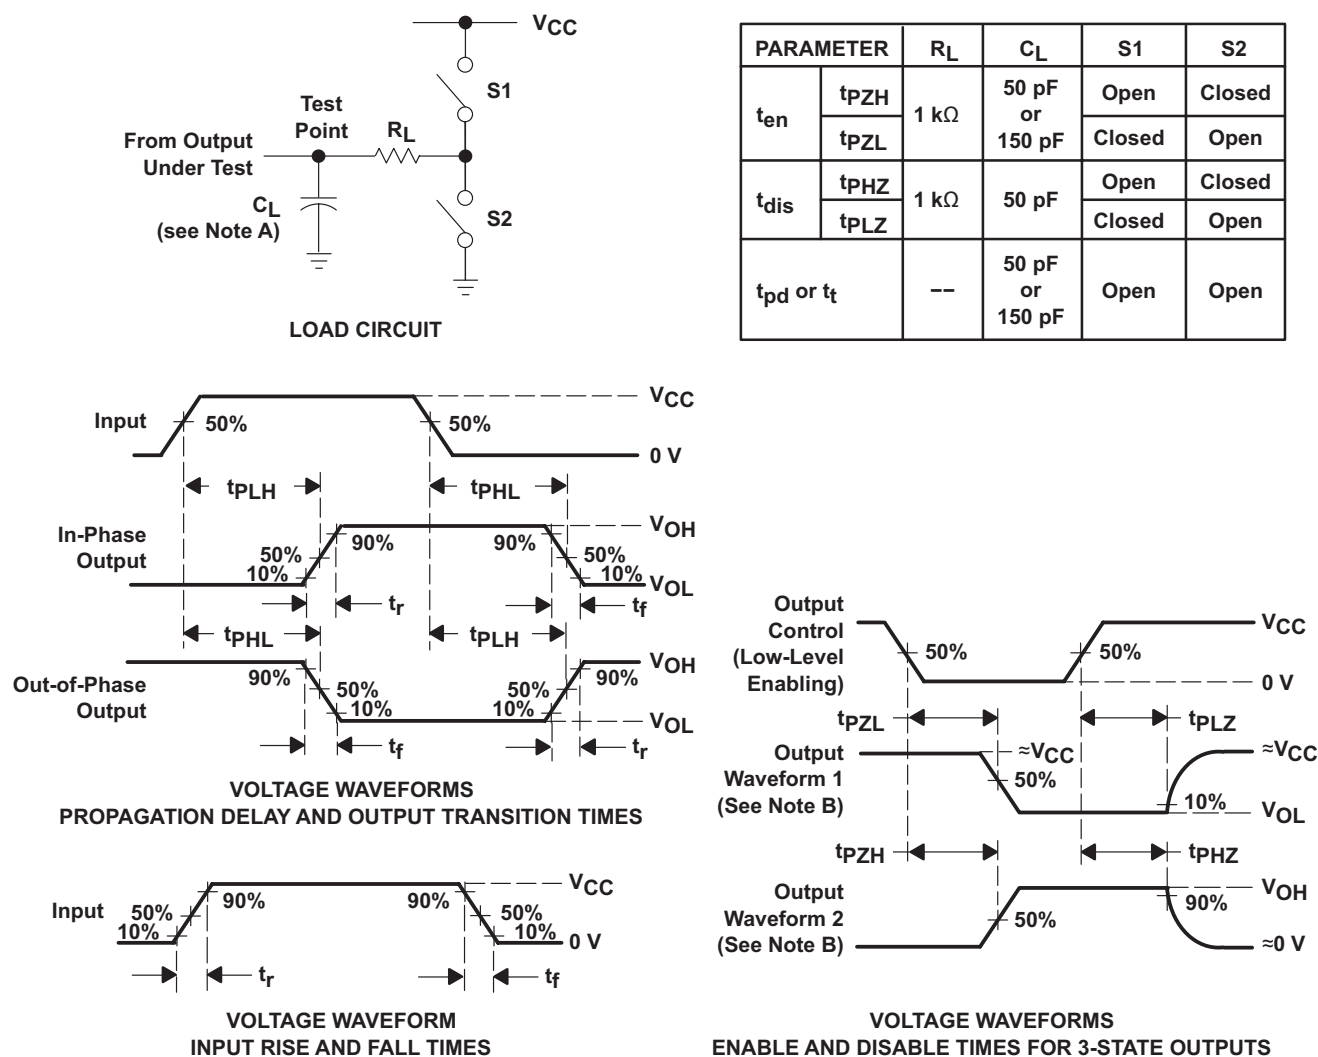 VCC
S1
Test
Point
RL
From Output
Under Test
CL
(see Note A)
S2
LOAD CIRCUIT
PARAMETER RL CL S1 S2
ten tPZH 1 kΩ 50 pF or 150 pF Open Closed
tPZL Closed Open
tdis tPHZ 1 kΩ 50 pF Open Closed
tPLZ Closed Open
tpd or tt −− 50 pF or 150 pF Open Open
Input 50% 50% VCC
0 V
tPLH tPHL
In-Phase
Output
VOH
90% 90%
50% 50%
10% 10%
VOL
tr tf
tPHL tPLH
Out-of-Phase
Output
VOH
90% 90%
50% 50%
10% 10%
VOL
tf tr
VOLTAGE WAVEFORMS
PROPAGATION DELAY AND OUTPUT TRANSITION TIMES
Input
VCC
90% 90%
50% 50%
10% 10%
0 V
tr tf
VOLTAGE WAVEFORM
INPUT RISE AND FALL TIMES
Output
Control
(Low-Level
Enabling)
VCC
50% 50%
0 V
tPZL tPLZ
Output
Waveform 1
(See Note B)
≈VCC ≈VCC
50%
10%
VOL
tPZH tPHZ
Output
Waveform 2
(See Note B)
VOH
90%
50%
≈0 V
VOLTAGE WAVEFORMS
ENABLE AND DISABLE TIMES FOR 3-STATE OUTPUTS